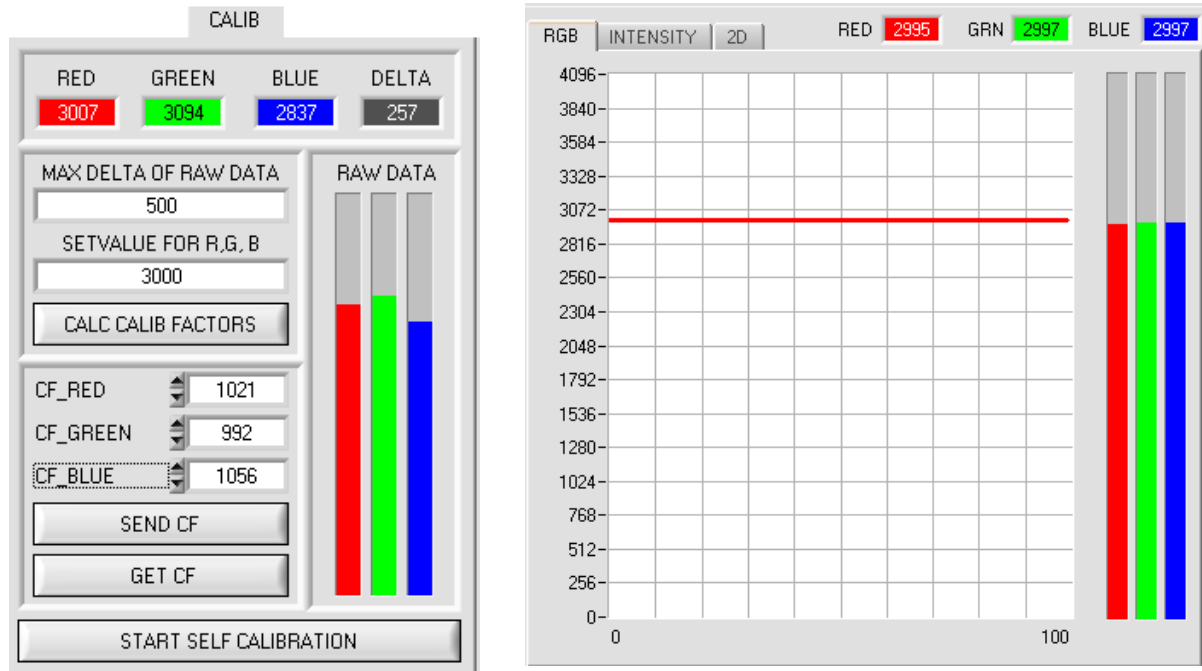 CALIB
RED GREEN BLUE DELTA
3007 3094 2837 257
MAX DELTA OF RAW DATA
500
SETVALUE FOR R,G, B
3000
CALC CALIB FACTORS
RAW DATA
CF_RED 1021
CF_GREEN 992
CF_BLUE 1056
SEND CF
GET CF
START SELF CALIBRATION
RGB INTENSITY 2D RED 2995 GRN 2997 BLUE 2997
4096
3840
3584
3328
3072
2816
2560
2304
2048
1792
1536
1280
1024
768
512
256
0
0 100